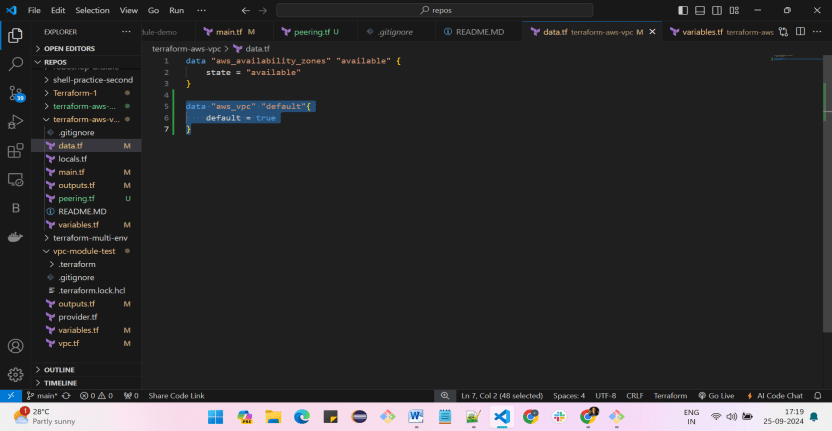 File Edit Selection View Go Run ··· repos
EXPLORER ···
OPEN EDITORS
REPOS
shell-practice-second
Terraform-1
terraform-aws-...
terraform-aws-v...
.gitignore
data.tf M
locals.tf
main.tf M
outputs.tf M
peering.tf U
README.MD
variables.tf M
terraform-multi-env
vpc-module-test
.terraform
.gitignore
.terraform.lock.hcl
outputs.tf M
provider.tf
variables.tf M
vpc.tf M
OUTLINE
TIMELINE
dule-demo main.tf M peering.tf U .gitignore README.MD data.tf terraform-aws-vpc M variables.tf terraform-aws
terraform-aws-vpc > data.tf
1 data "aws_availability_zones" "available" {
2 state = "available"
3 }
4
5 data "aws_vpc" "default"{
6 default = true
7 }
39
B
main* 0 0 0 Share Code Link Ln 7, Col 2 (48 selected) Spaces: 4 UTF-8 CRLF Terraform Go Live AI Code Chat
1
28°C
Partly sunny
PRE
ENG
IN
17:19
25-09-2024